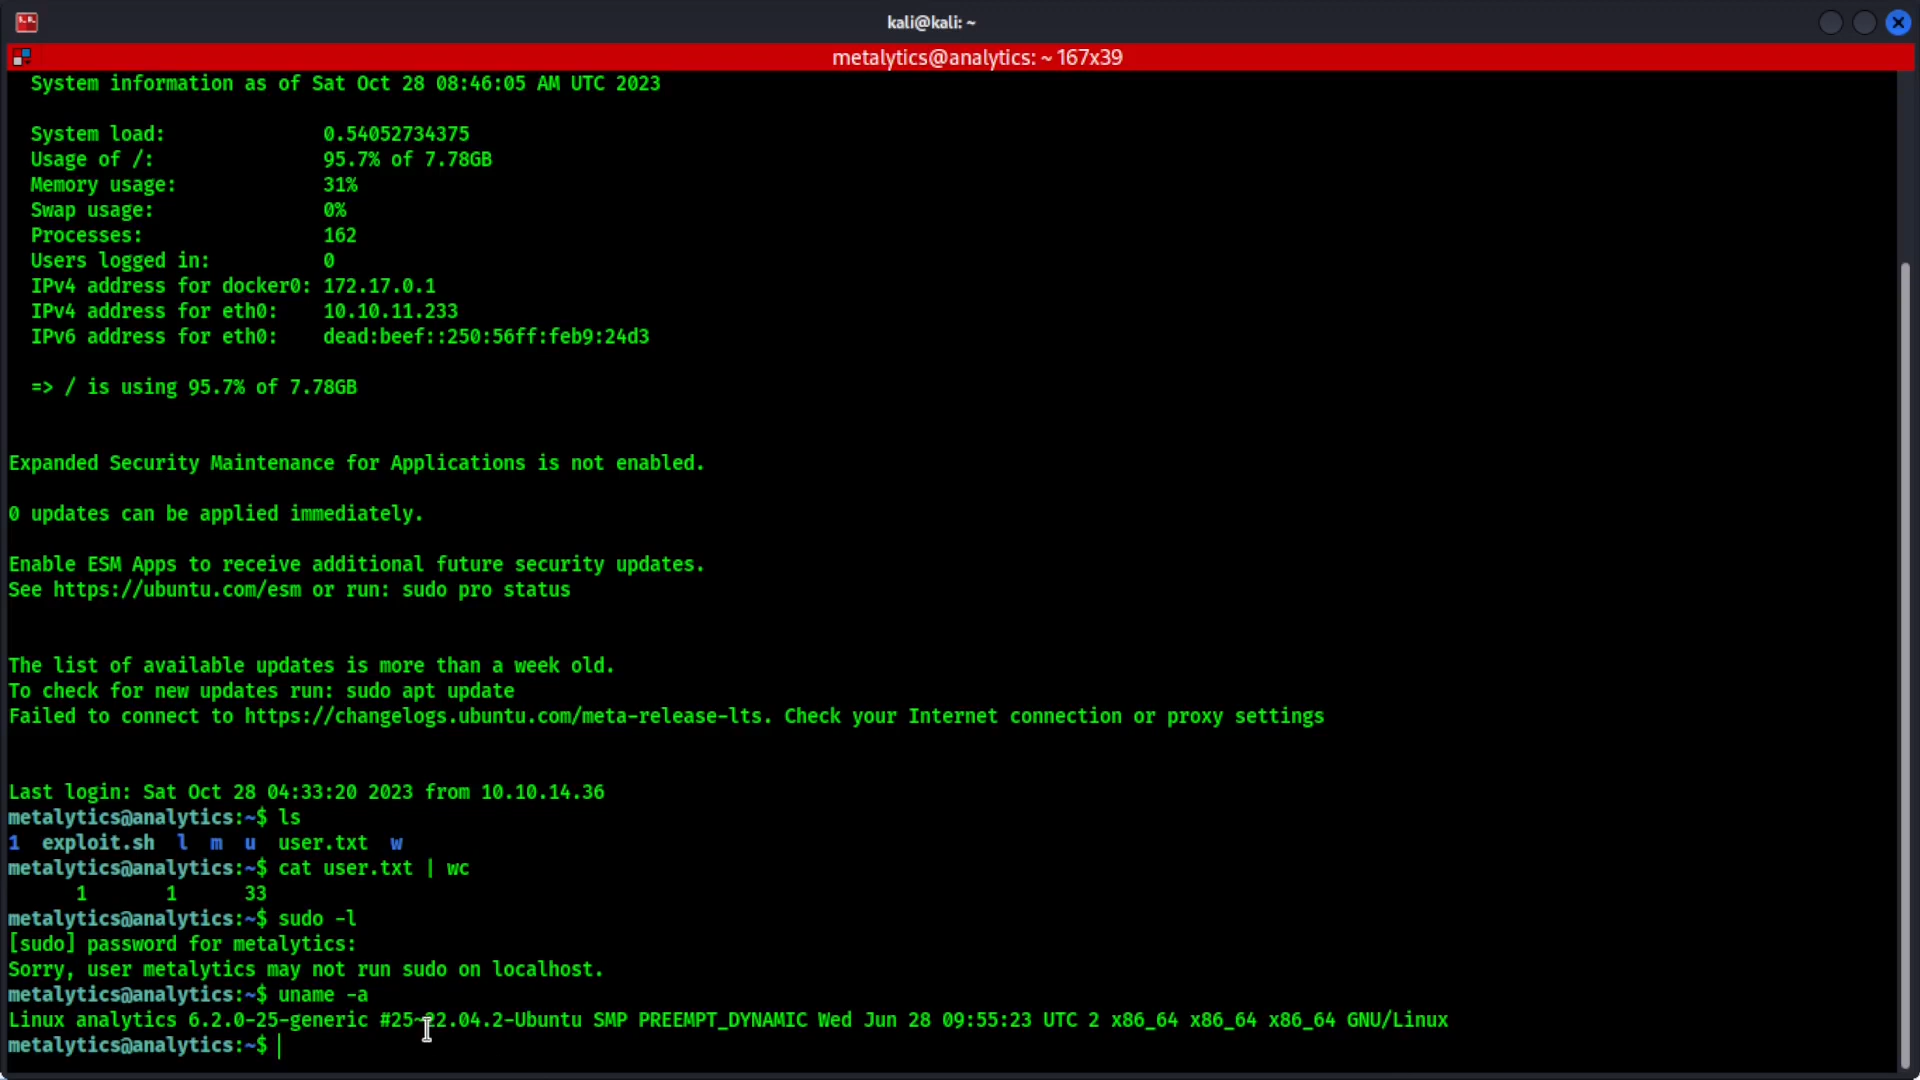 kali@kali: ~
metalytics@analytics: ~ 167x39
System information as of Sat Oct 28 08:46:05 AM UTC 2023
System load: 0.54052734375
Usage of /: 95.7% of 7.78GB
Memory usage: 31%
Swap usage: 0%
Processes: 162
Users logged in: 0
IPv4 address for docker0: 172.17.0.1
IPv4 address for eth0: 10.10.11.233
IPv6 address for eth0: dead:beef::250:56ff:feb9:24d3
=> / is using 95.7% of 7.78GB
Expanded Security Maintenance for Applications is not enabled.
0 updates can be applied immediately.
Enable ESM Apps to receive additional future security updates.
See https://ubuntu.com/esm or run: sudo pro status
The list of available updates is more than a week old.
To check for new updates run: sudo apt update
Failed to connect to https://changelogs.ubuntu.com/meta-release-lts. Check your Internet connection or proxy settings
Last login: Sat Oct 28 04:33:20 2023 from 10.10.14.36
metalytics@analytics:~$ ls
1 exploit.sh l m u user.txt w
metalytics@analytics:~$ cat user.txt | wc
1 1 33
metalytics@analytics:~$ sudo -l
[sudo] password for metalytics:
Sorry, user metalytics may not run sudo on localhost.
metalytics@analytics:~$ uname -a
Linux analytics 6.2.0-25-generic #25~22.04.2-Ubuntu SMP PREEMPT_DYNAMIC Wed Jun 28 09:55:23 UTC 2 x86_64 x86_64 x86_64 GNU/Linux
metalytics@analytics:~$